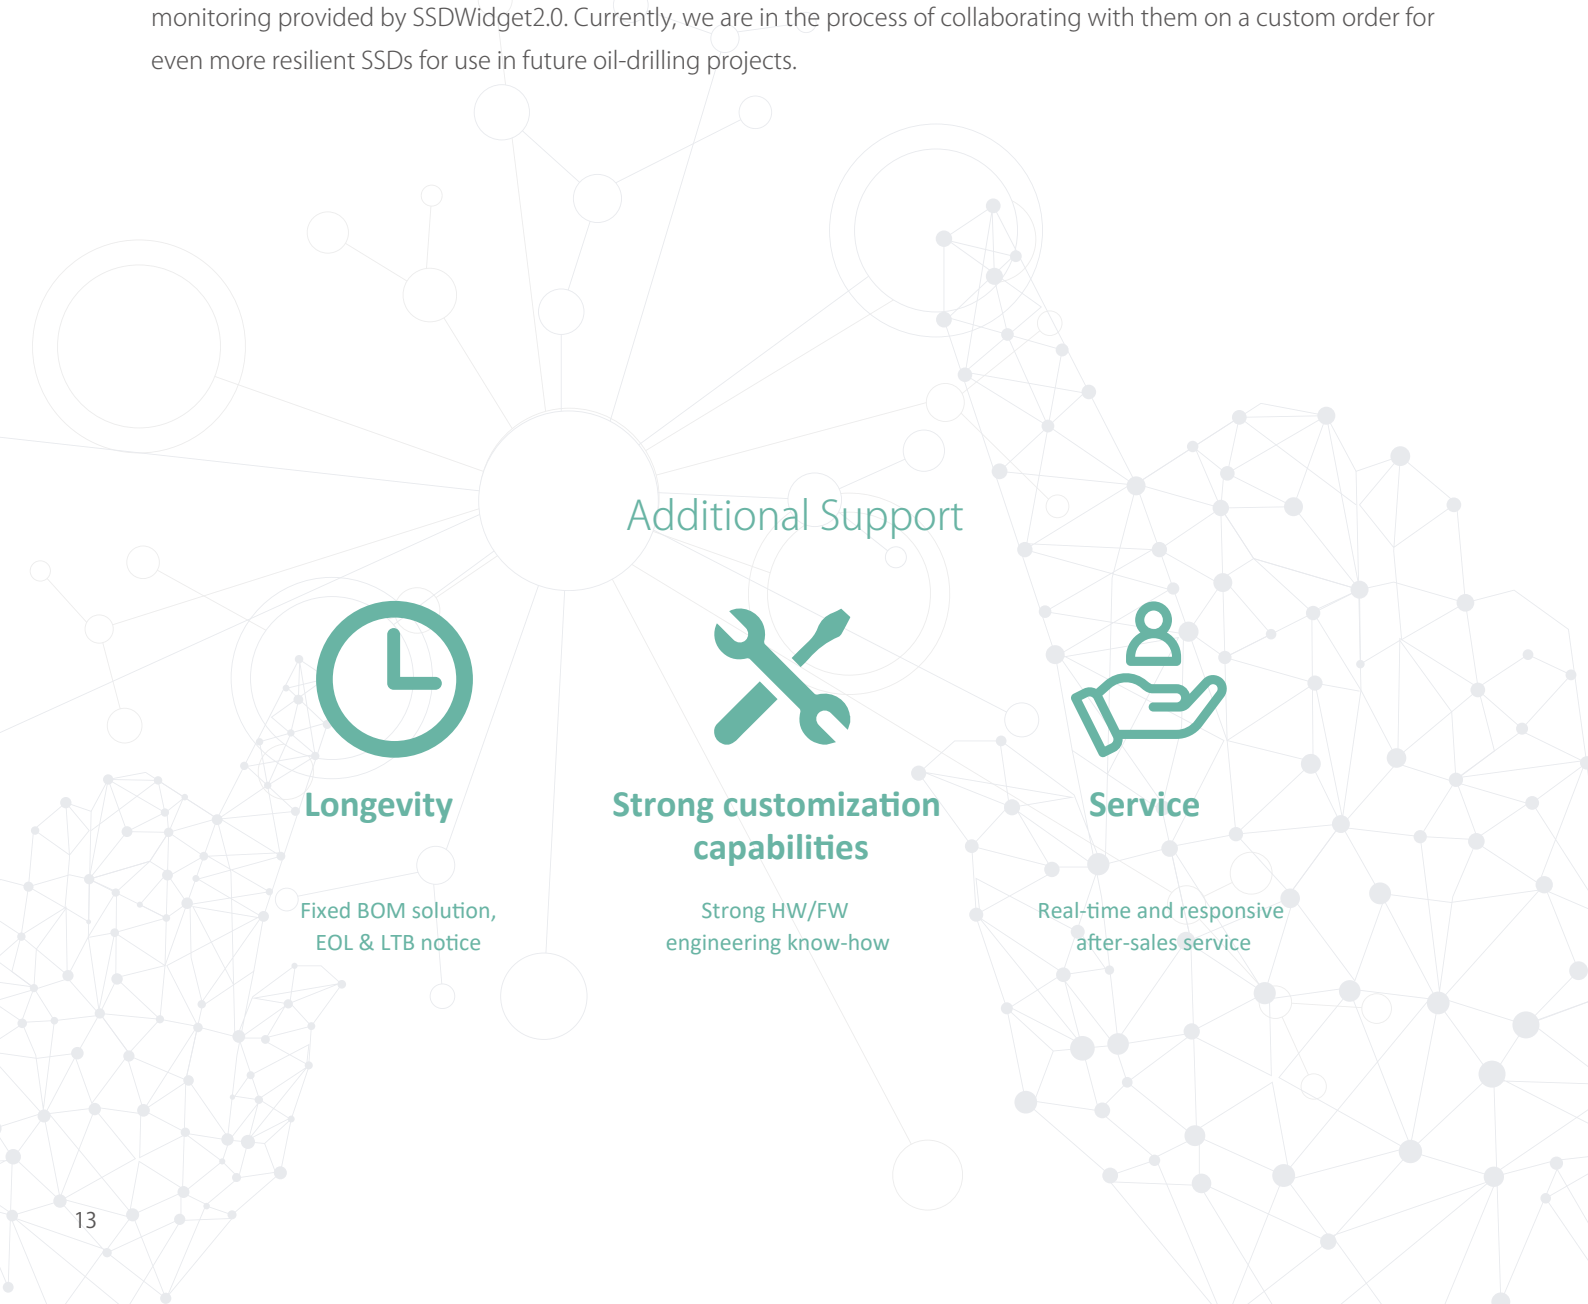 monitoring provided by SSDWidget2.0. Currently, we are in the process of collaborating with them on a custom order for
even more resilient SSDs for use in future oil-drilling projects.
Additional Support
Longevity
Fixed BOM solution,
EOL & LTB notice
Strong customization
capabilities
Strong HW/FW
engineering know-how
Service
Real-time and responsive
after-sales service
13